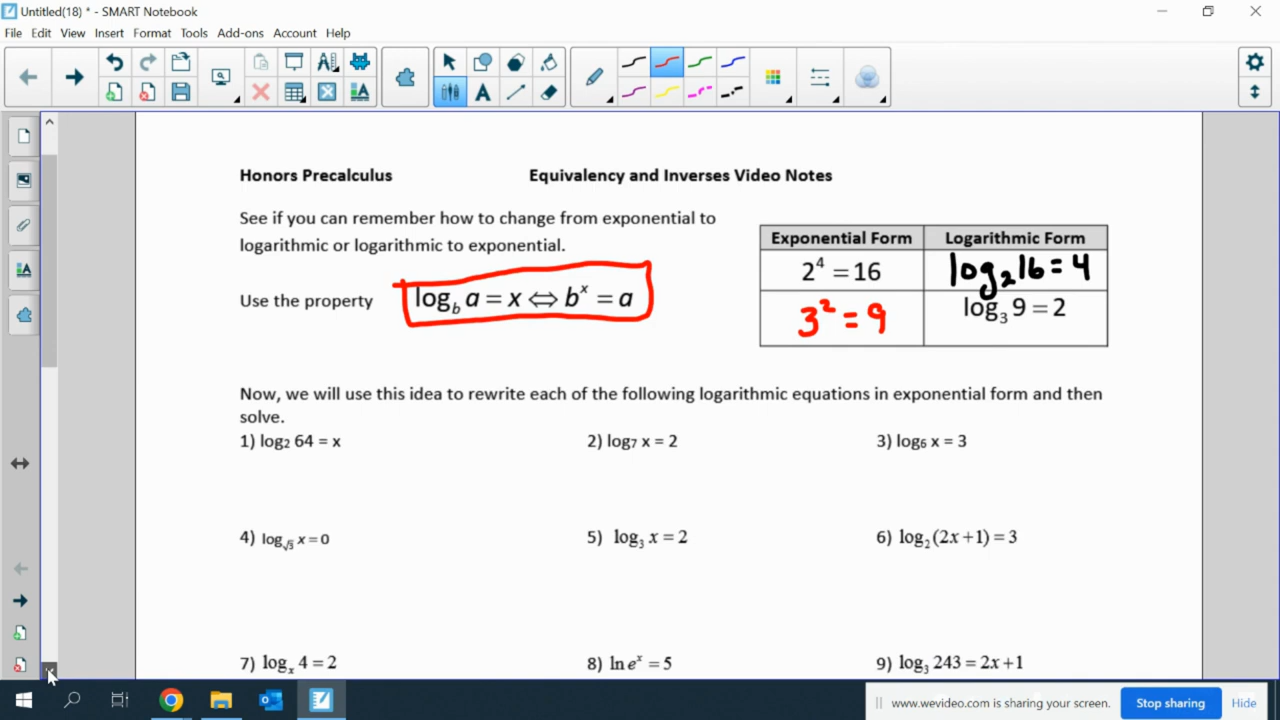 Untitled(18) * - SMART Notebook
File Edit View Insert Format Tools Add-ons Account Help
Honors Precalculus Equivalency and Inverses Video Notes
See if you can remember how to change from exponential to
logarithmic or logarithmic to exponential.
Use the property log_b a = x ⇔ b^x = a
Exponential Form Logarithmic Form
2^4 = 16 log_2 16 = 4
3^2 = 9 log_3 9 = 2
Now, we will use this idea to rewrite each of the following logarithmic equations in exponential form and then
solve.
1) log₂ 64 = x 2) log₇ x = 2 3) log₆ x = 3
4) log_√3 x = 0 5) log_3 x = 2 6) log_2 (2x+1) = 3
7) log_x 4 = 2 8) ln e^x = 5 9) log_3 243 = 2x+1
www.wevideo.com is sharing your screen. Stop sharing Hide